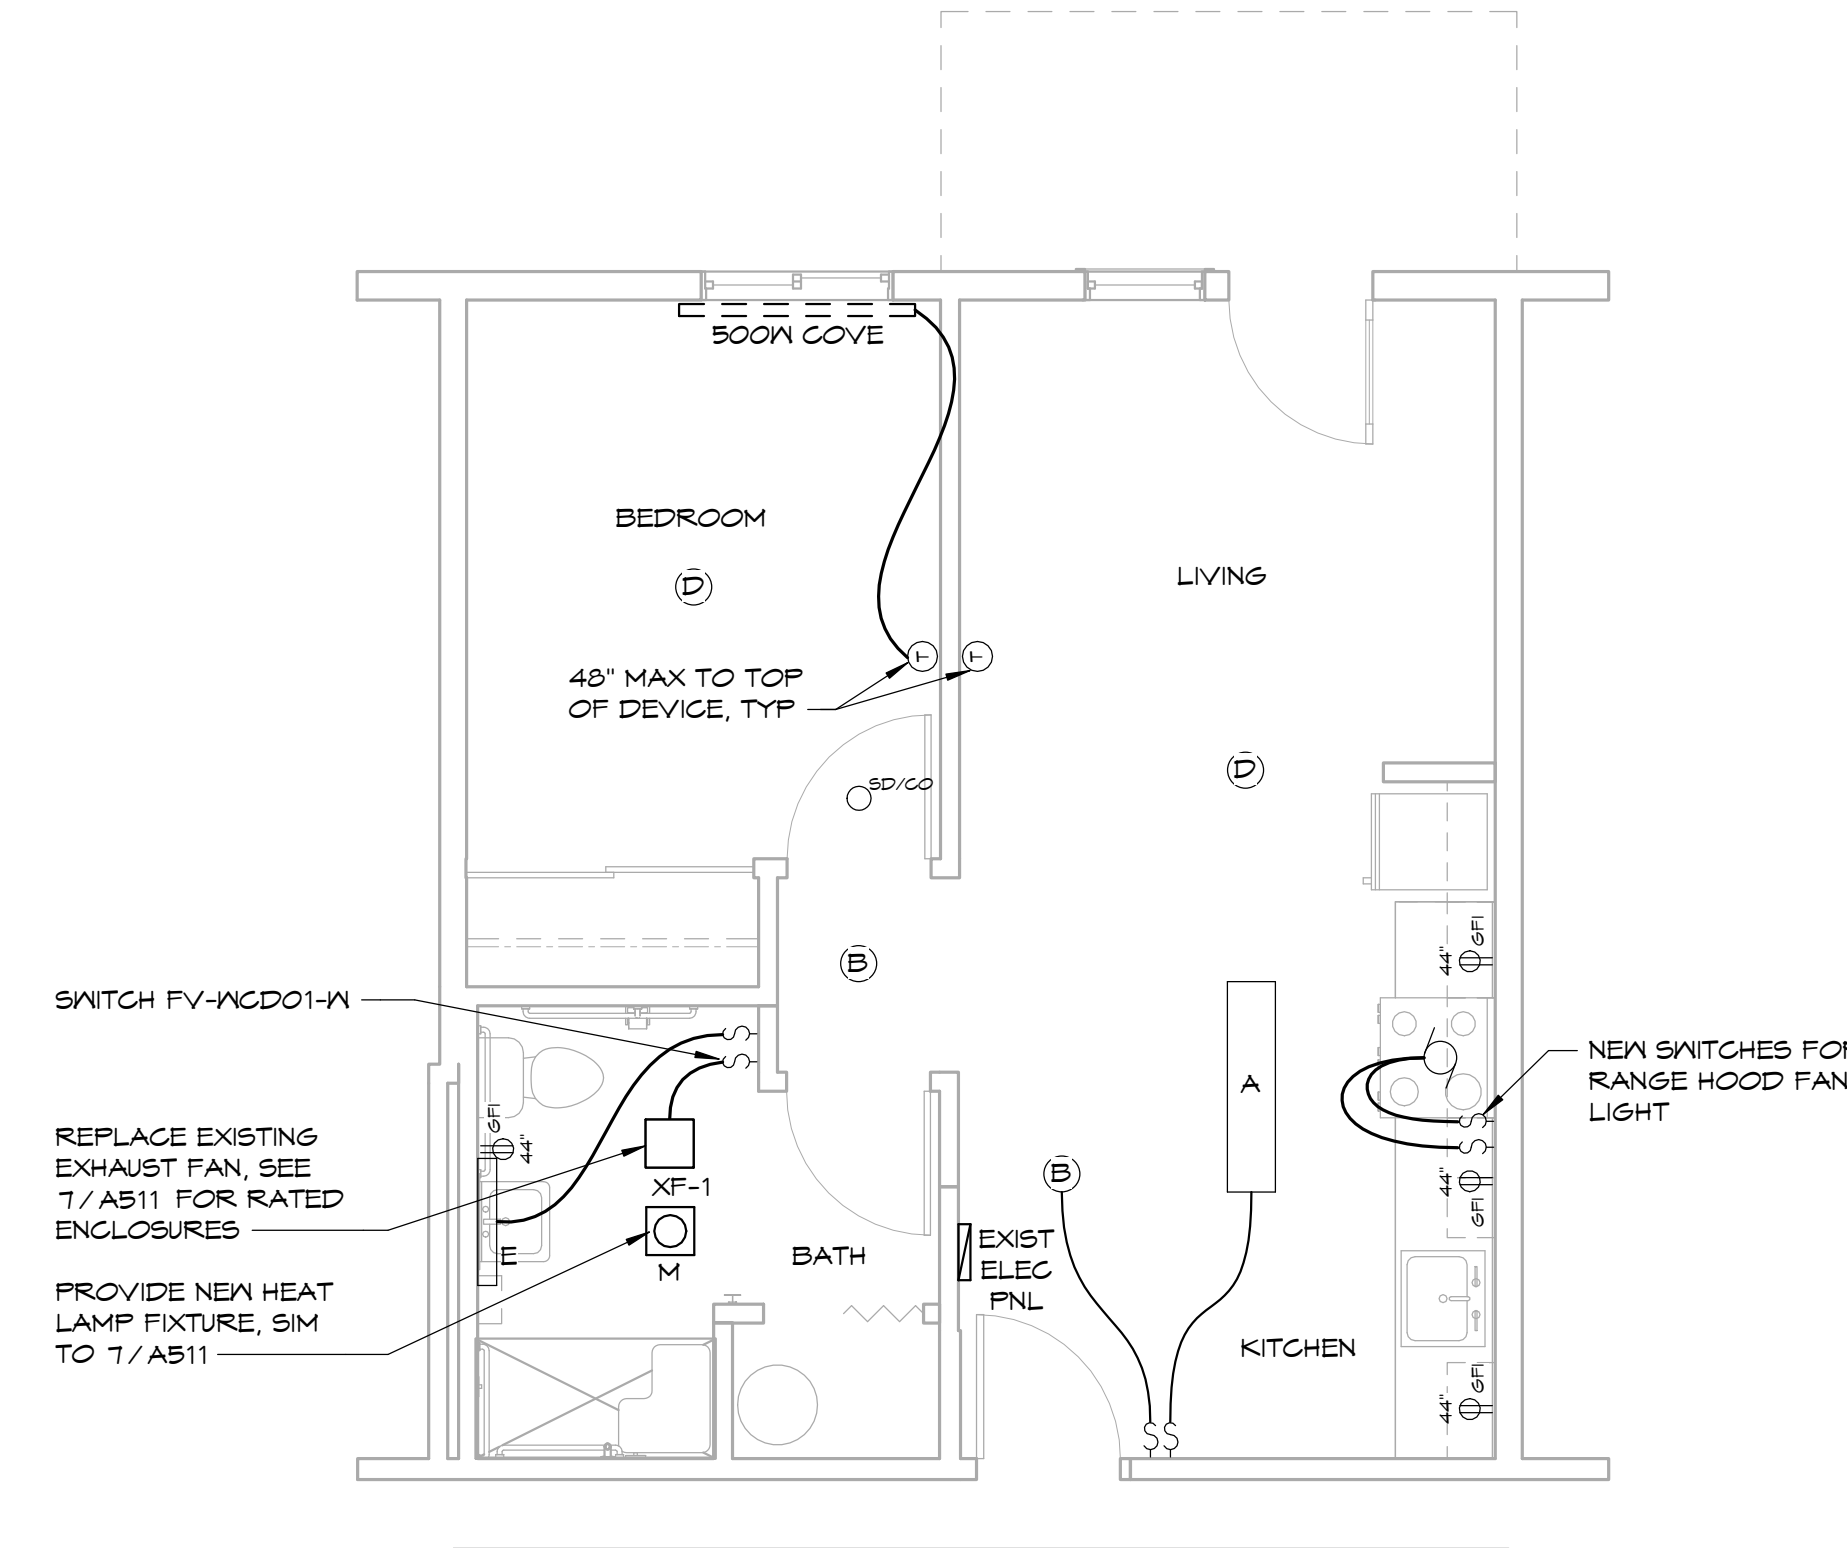 500W COVE
BEDROOM
D
LIVING
T
T
48" MAX TO TOP
OF DEVICE, TYP
D
SD/CO
GFI
44"
B
SWITCH FV-WCD01-W
A
NEW SWITCHES FOR
RANGE HOOD FAN
LIGHT
GFI
44"
REPLACE EXISTING
EXHAUST FAN, SEE
7/A511 FOR RATED
ENCLOSURES
XF-1
B
44"
GFI
E
M
BATH
EXIST
ELEC
PNL
PROVIDE NEW HEAT
LAMP FIXTURE, SIM
TO 7/A511
KITCHEN
GFI
44"